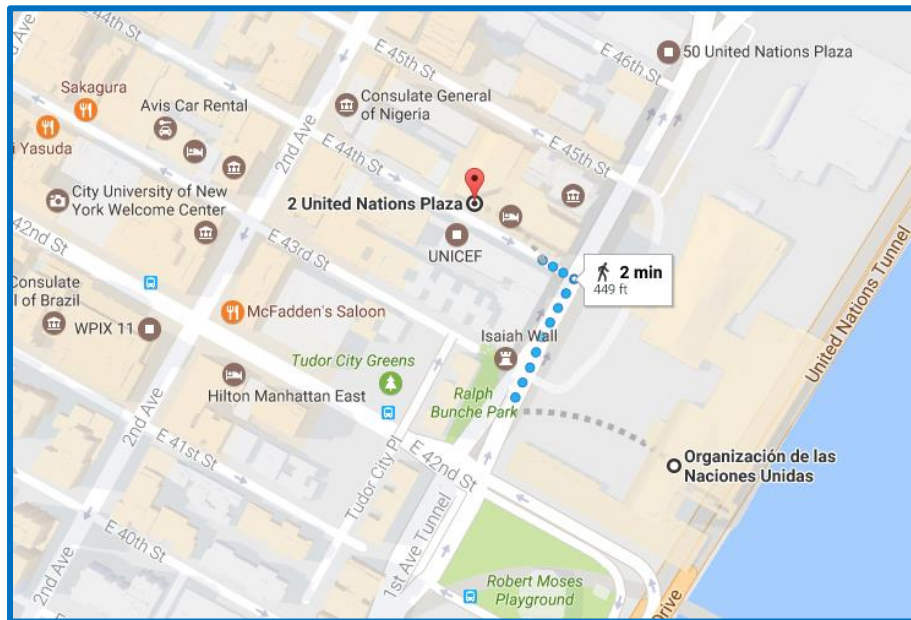 E 44th St
d Ave
E 45th St
E 46th St
50 United Nations Plaza
Sakagura
Avis Car Rental
i Yasuda
2nd Ave
Consulate General
of Nigeria
E 44th St
E 45th St
City University of New
York Welcome Center
2 United Nations Plaza
UNICEF
42nd St
E 43rd St
2 min
449 ft
United Nations Tunnel
Consulate
l of Brazil
WPIX 11
McFadden's Saloon
Isaiah Wall
Tudor City Greens
Hilton Manhattan East
Ralph
Bunche Park
2nd Ave
E 41st St
Tudor City Pl
E 42nd St
Organización de las
Naciones Unidas
E 40th St
2nd Ave
1st Ave Tunnel
Robert Moses
Playground
Drive